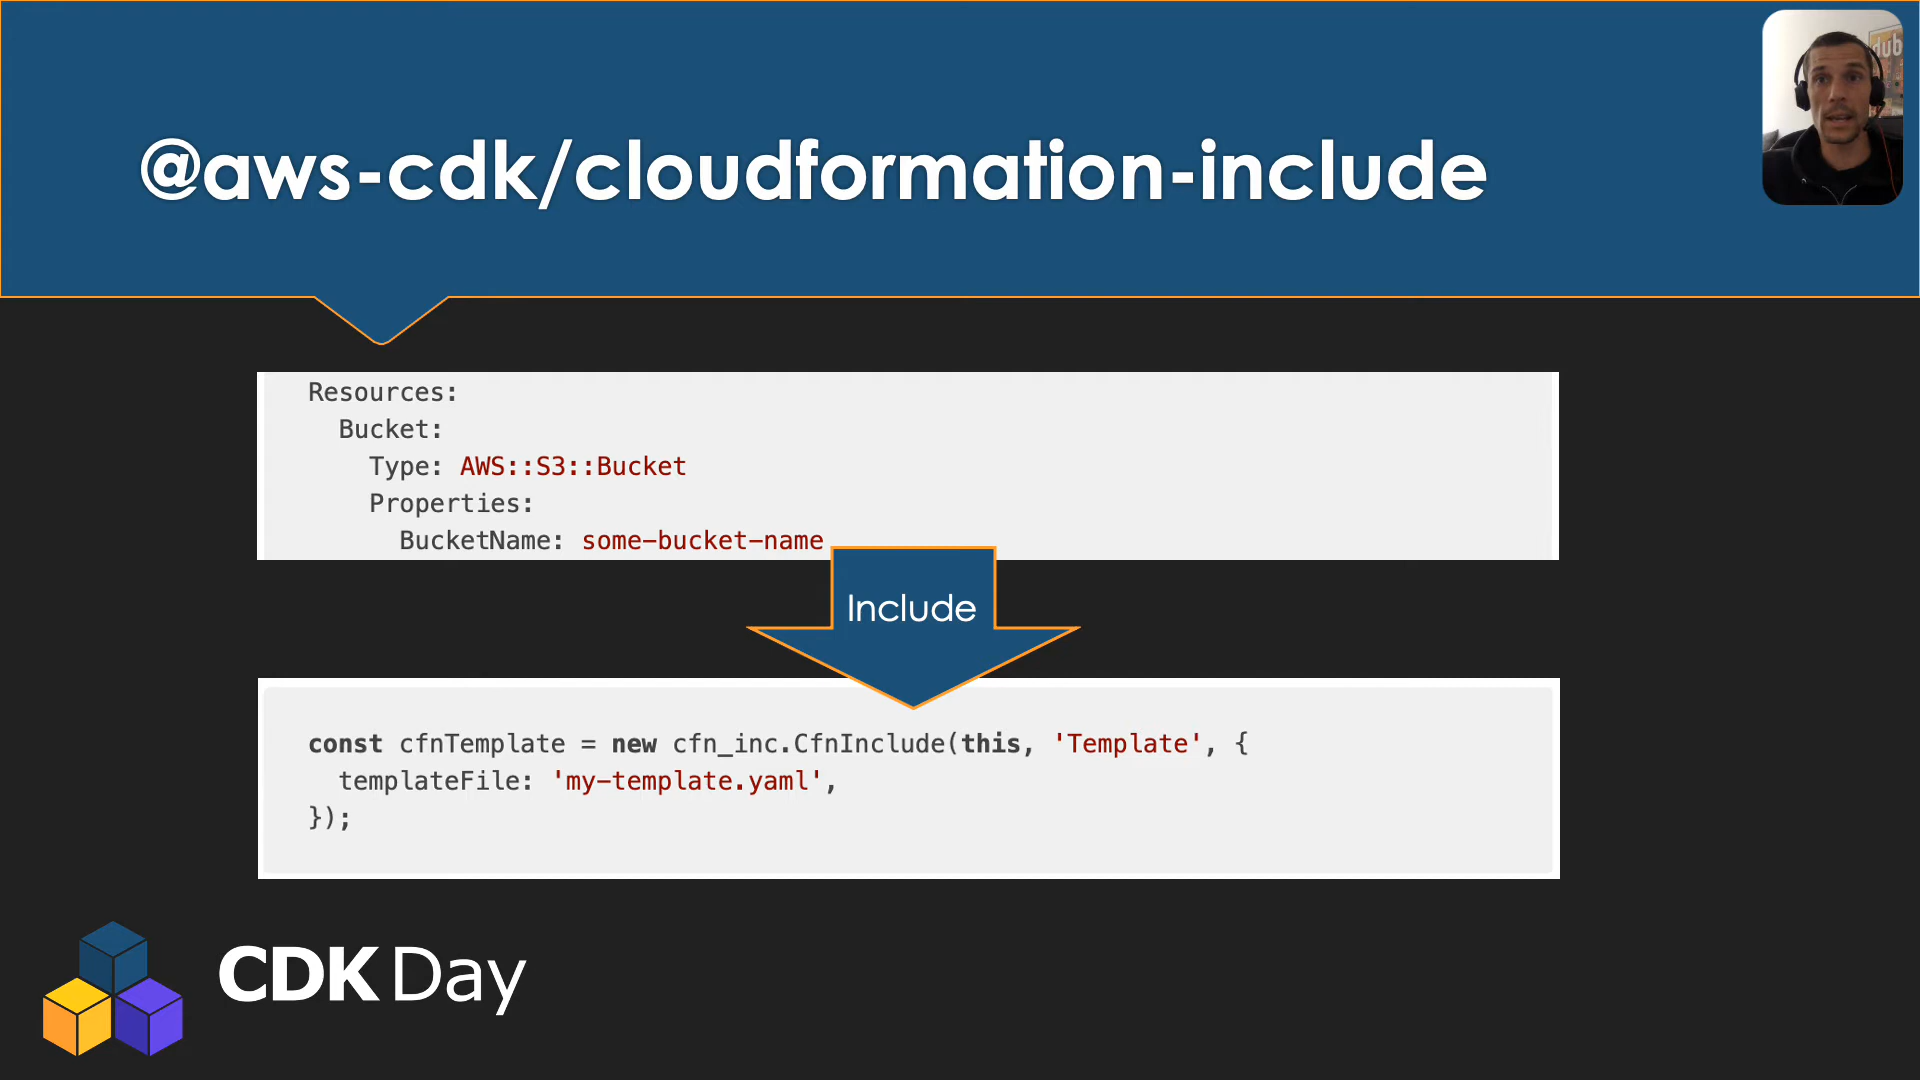 @aws-cdk/cloudformation-include
dub
Resources:
Bucket:
Type: AWS::S3::Bucket
Properties:
BucketName: some-bucket-name
Include
const cfnTemplate = new cfn_inc.CfnInclude(this, 'Template', {
templateFile: 'my-template.yaml',
});
CDK Day